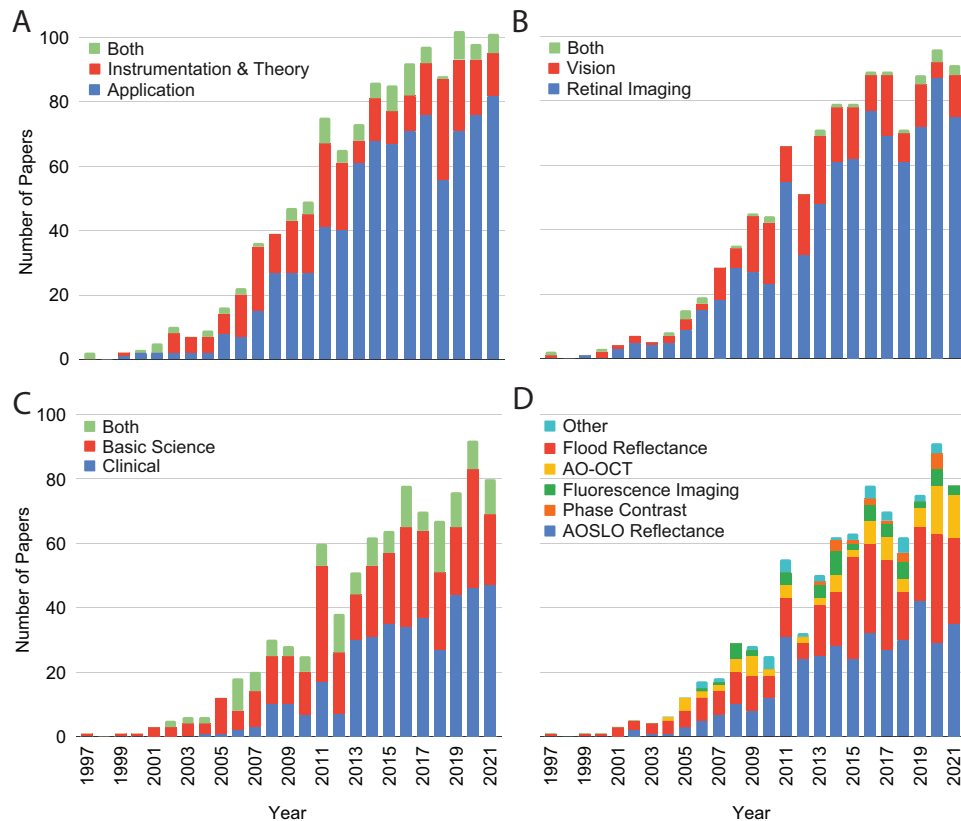 A
Both
Instrumentation & Theory
Application
Number of Papers
100
80
60
40
20
0
B
Both
Vision
Retinal Imaging
C
Both
Basic Science
Clinical
Number of Papers
100
80
60
40
20
0
1997
1999
2001
2003
2005
2007
2009
2011
2013
2015
2017
2019
2021
Year
D
Other
Flood Reflectance
AO-OCT
Fluorescence Imaging
Phase Contrast
AOSLO Reflectance
1997
1999
2001
2003
2005
2007
2009
2011
2013
2015
2017
2019
2021
Year